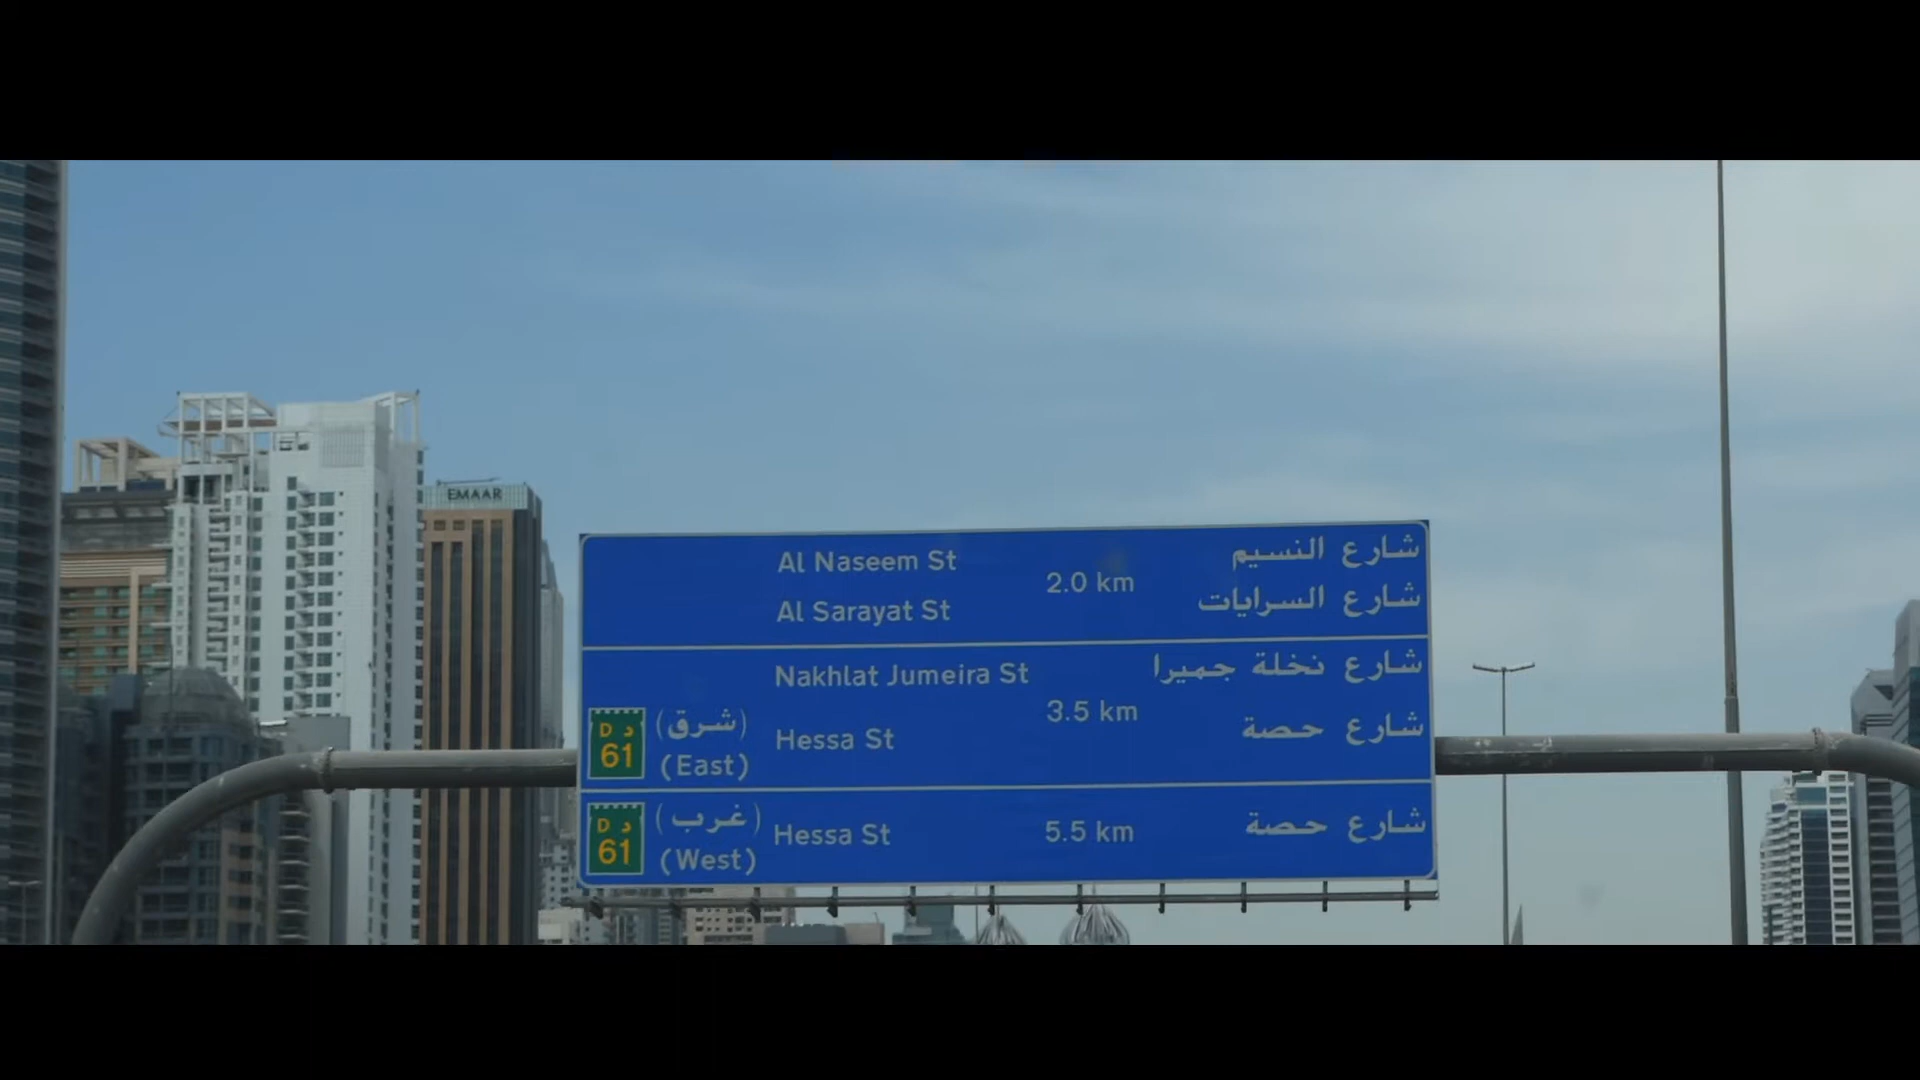 EMAAR
Al Naseem St
شارع النسيم
2.0 km
Al Sarayat St
شارع السرايات
Nakhlat Jumeira St
شارع نخلة جميرا
3.5 km
D د
61
(شرق)
(East)
Hessa St
شارع حصة
D د
61
(غرب)
(West)
Hessa St
5.5 km
شارع حصة